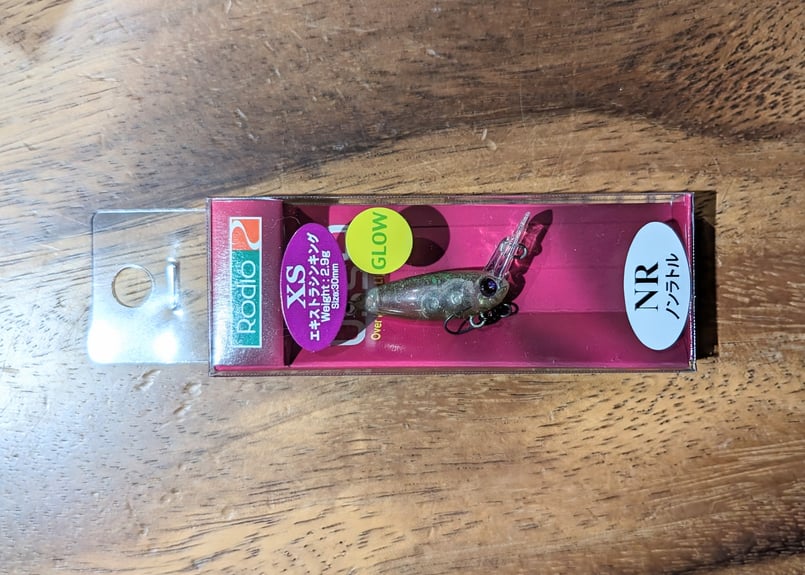 Rodio
XS
エキストラシンキング
Weight : 2.9g
Size:30mm
GLOW
Over
NR
ノンラトル